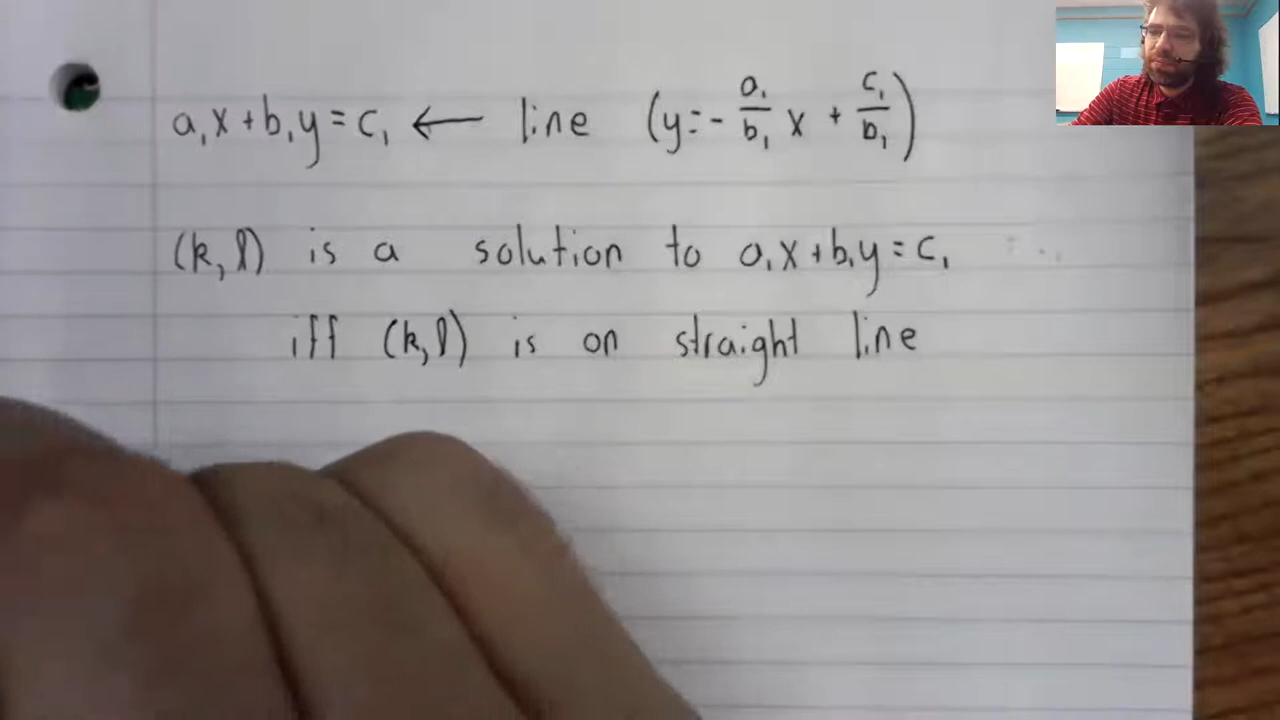 a₁x + b₁y = c₁ ← line (y = - a₁/b₁ x + c₁/b₁)
(k, l) is a solution to a₁x + b₁y = c₁
iff (k, l) is on straight line